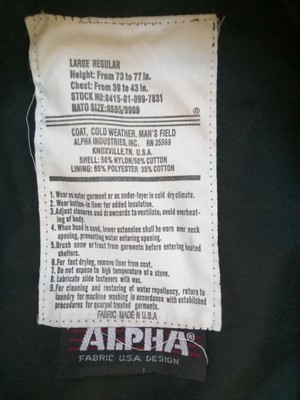 LARGE REGULAR
Height: From 73 to 77 in.
Chest: From 39 to 43 in.
STOCK NO:8415-01-099-7831
NATO SIZE:8595/9909
®
COAT, COLD WEATHER, MAN'S FIELD
ALPHA INDUSTRIES, INC. RN 35569
KNOXVILLE,TN. U.S.A.
SHELL: 50% NYLON/50% COTTON
LINING: 65% POLYESTER 35% COTTON
1. Wear as outer garment or as under-layer in cold dry climate.
2. Wear button-in liner for added insulation.
3. Adjust closures and drawcords to ventilate, avoid overheat-
ing of body.
4. When hood is used, lower extension shall be worn over neck
opening, preventing water entering opening.
5. Brush snow or frost from garments before entering heated
shelters.
6. For fast drying, remove liner from coat.
7. Do not expose to high temperature of a stove.
8. Lubricate slide fasteners with wax.
9. For cleaning and restoring of water repellency, return to
laundry for machine washing in accordance with established
procedures for quarpel treated garments.
FABRIC MADE IN U.S.A
ALPHA®
FABRIC U.S.A. DESIGN